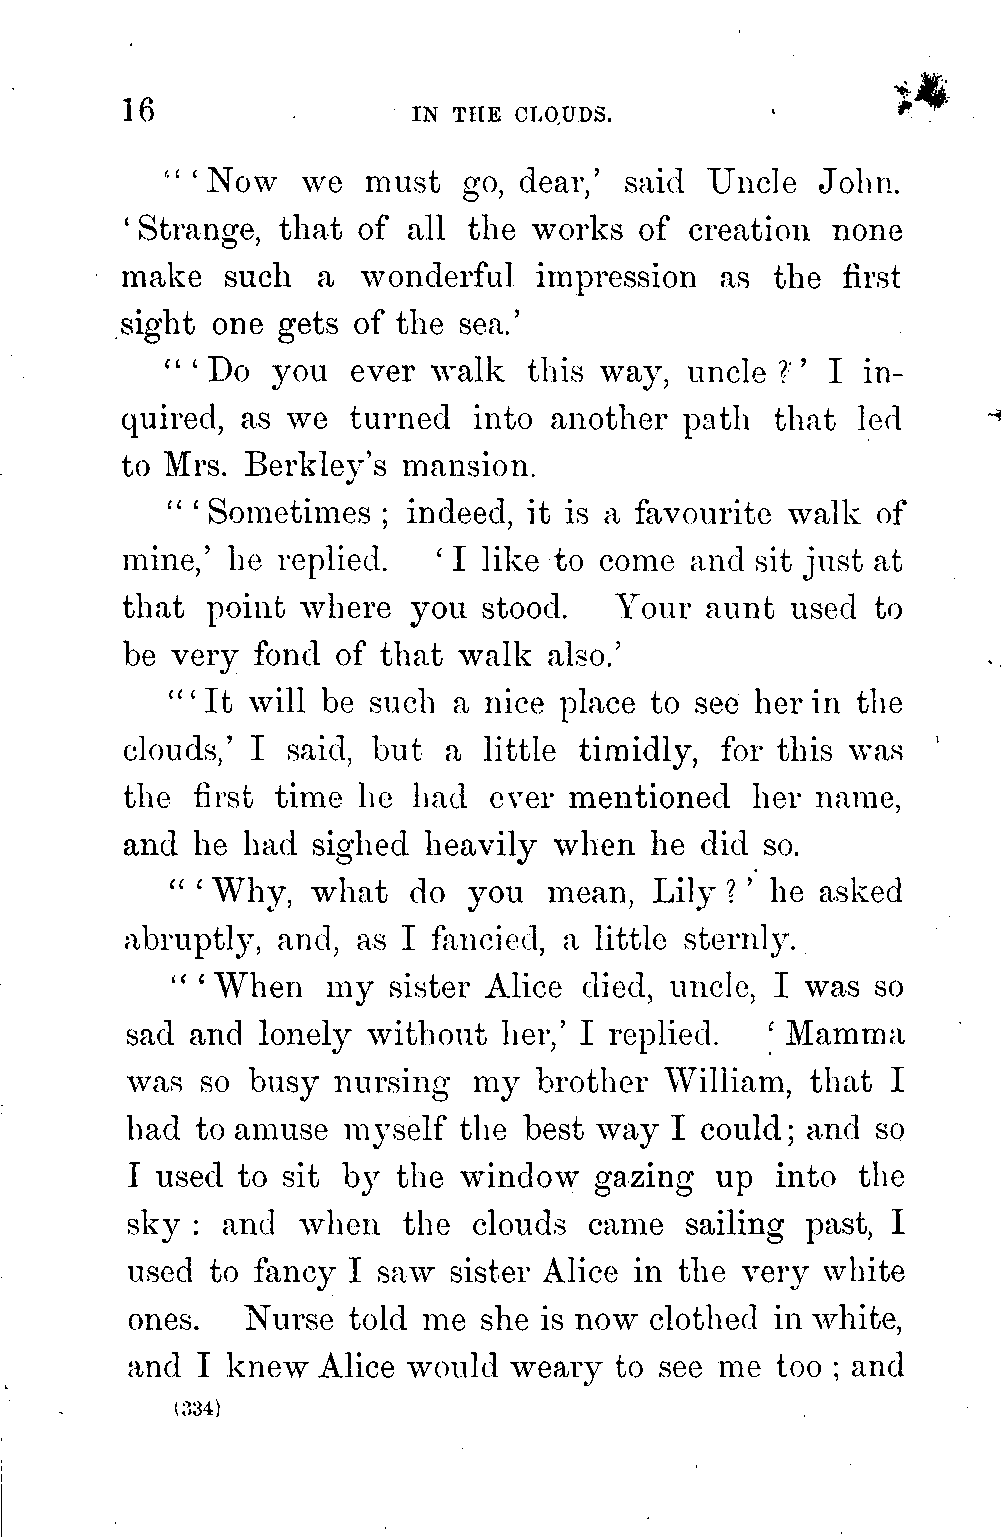 16 IN THE CLOUDS.
“ ‘ Now we must go, dear,’ said Uncle John.
‘ Strange, that of all the works of creation none
make such a wonderful impression as the first
sight one gets of the sea.’
“ ‘ Do you ever walk this way, uncle ? ’ I in-
quired, as we turned into another path that led
to Mrs. Berkley’s mansion.
“ ‘ Sometimes ; indeed, it is a favourite walk of
mine,’ he replied. ‘ I like to come and sit just at
that point where you stood. Your aunt used to
be very fond of that walk also.’
“ ‘ It will be such a nice place to see her in the
clouds,’ I said, but a little timidly, for this was
the first time he had ever mentioned her name,
and he had sighed heavily when he did so.
“ ‘ Why, what do you mean, Lily ? ’ he asked
abruptly, and, as I fancied, a little sternly.
“ ‘ When my sister Alice died, uncle, I was so
sad and lonely without her,’ I replied. ‘ Mamma
was so busy nursing my brother William, that I
had to amuse myself the best way I could; and so
I used to sit by the window gazing up into the
sky : and when the clouds came sailing past, I
used to fancy I saw sister Alice in the very white
ones. Nurse told me she is now clothed in white,
and I knew Alice would weary to see me too ; and
(334)